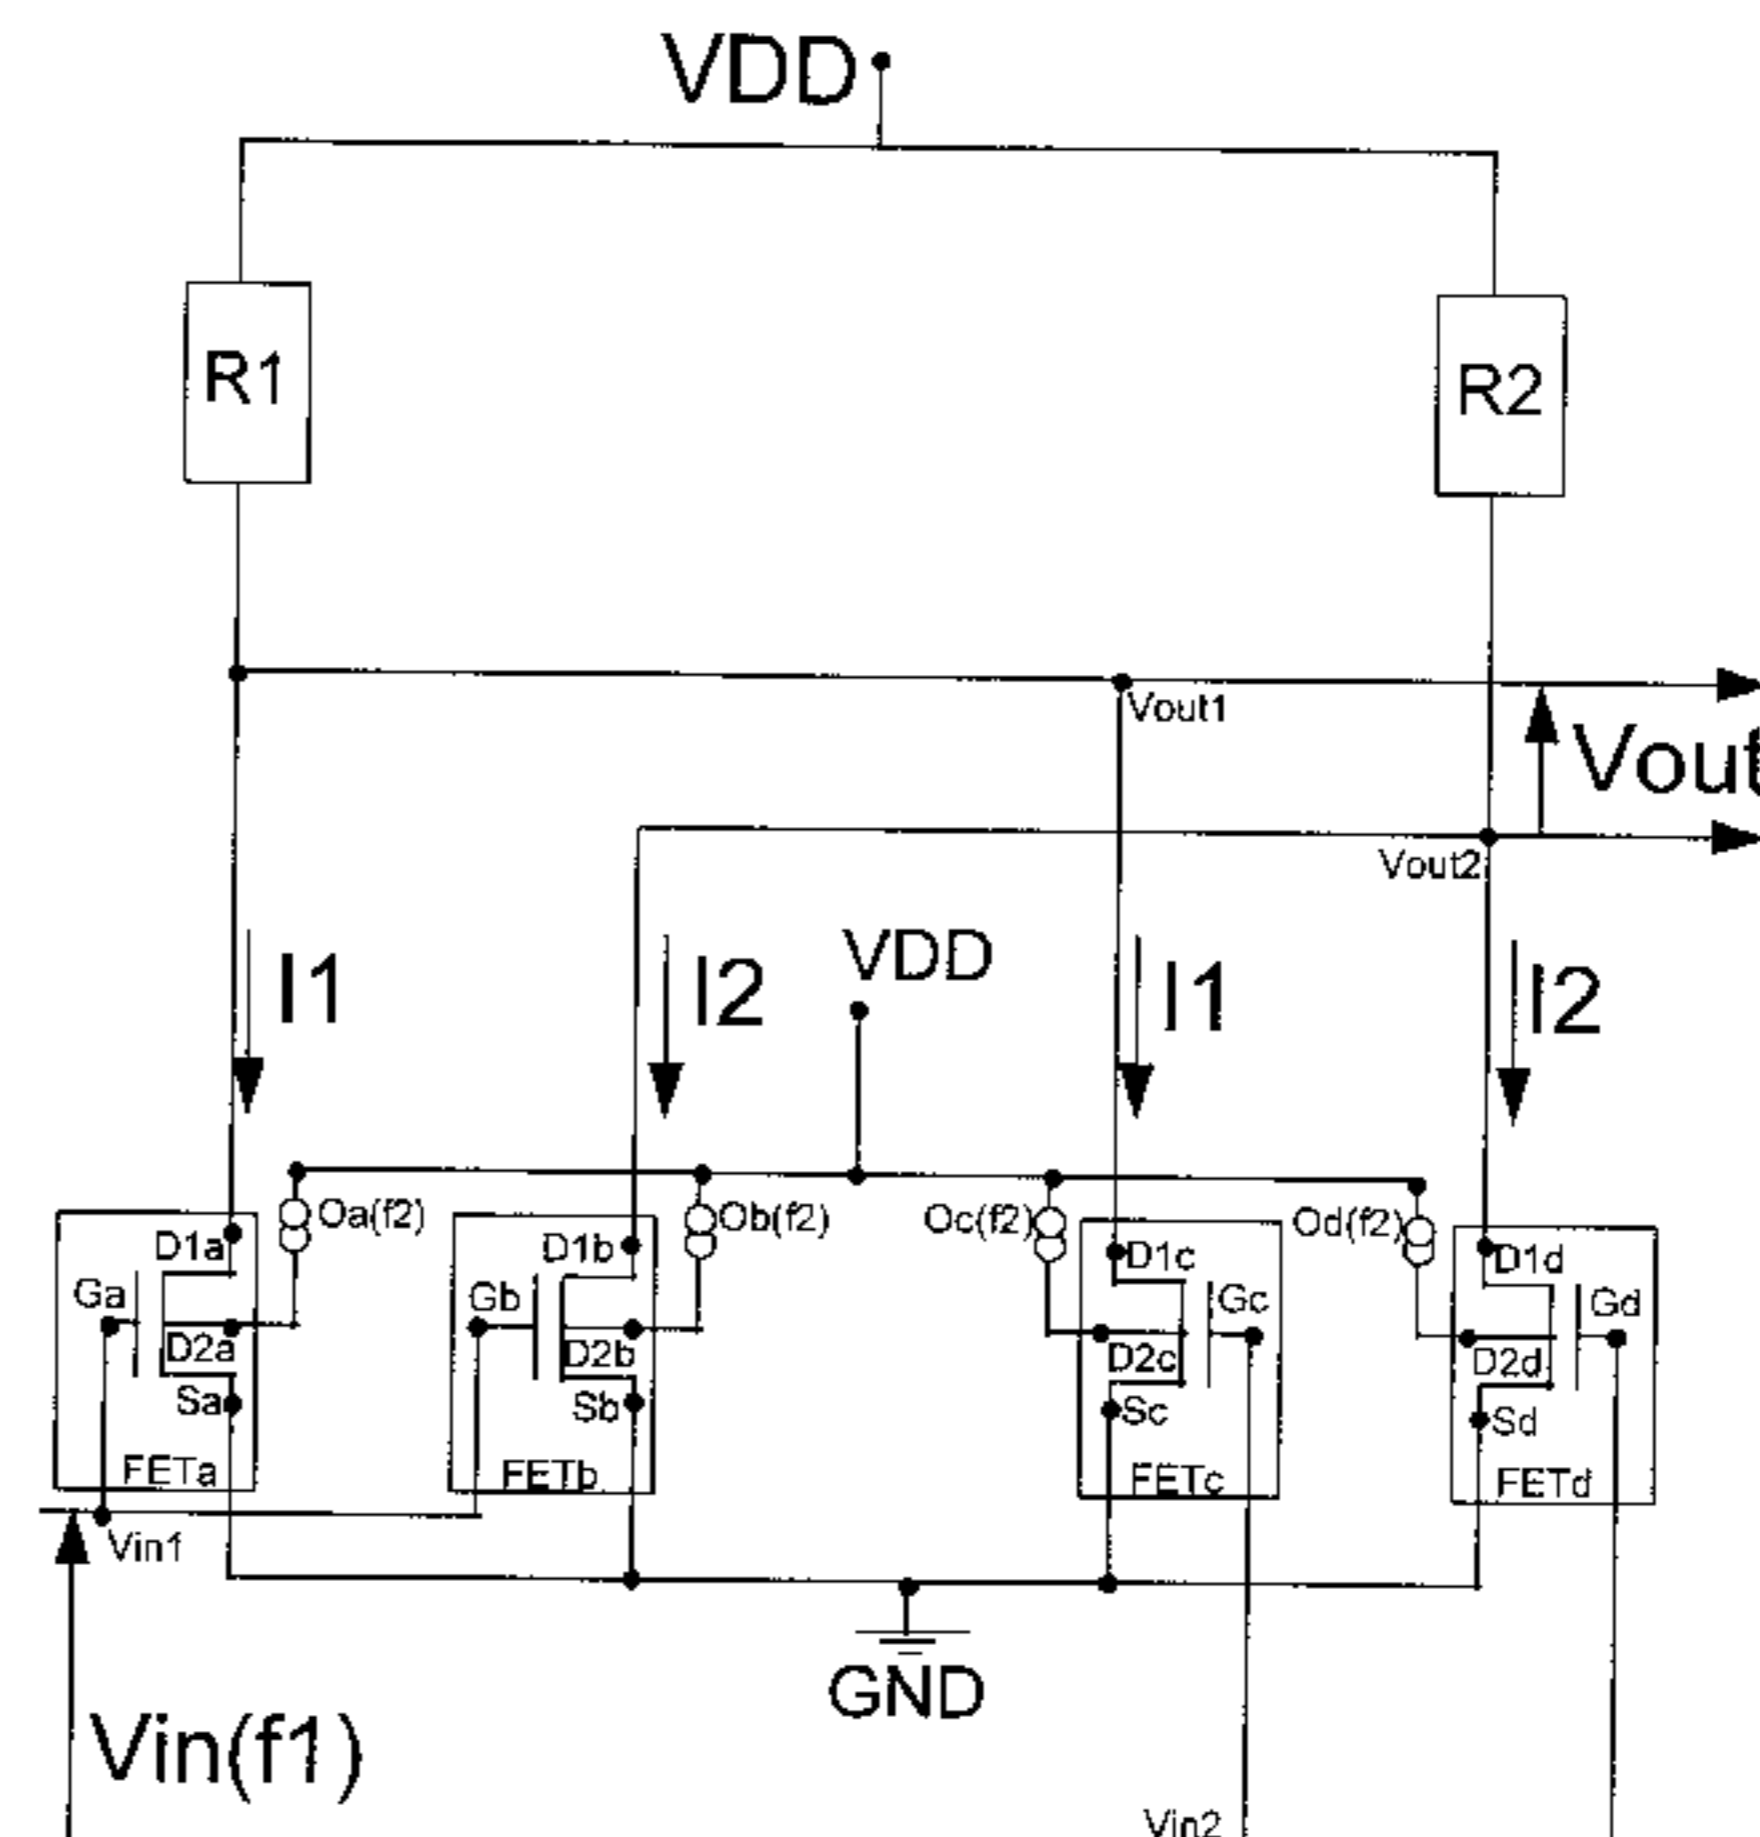 VDD
R1
R2
Vout1
Vout
Vout2
I1
I2
VDD
I1
I2
Oa(f2)
Ob(f2)
Oc(f2)
Od(f2)
D1a
D1b
D1c
D1d
Ga
Gb
Gc
Gd
D2a
D2b
D2c
D2d
Sa
Sb
Sc
Sd
FETa
FETb
FETc
FETd
Vin1
GND
Vin(f1)
Vin2